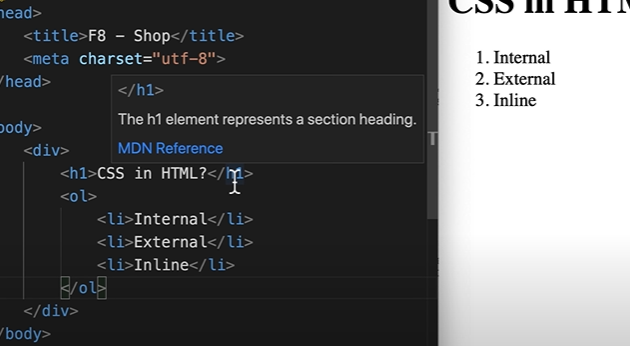 head>
<title>F8 – Shop</title>
<meta charset="utf-8">
/head>
</h1>
The h1 element represents a section heading.
MDN Reference
body>
<div>
<h1>CSS in HTML?</h1>
<ol>
<li>Internal</li>
<li>External</li>
<li>Inline</li>
</ol>
</div>
/body>
CSS in HTM
1. Internal
2. External
3. Inline